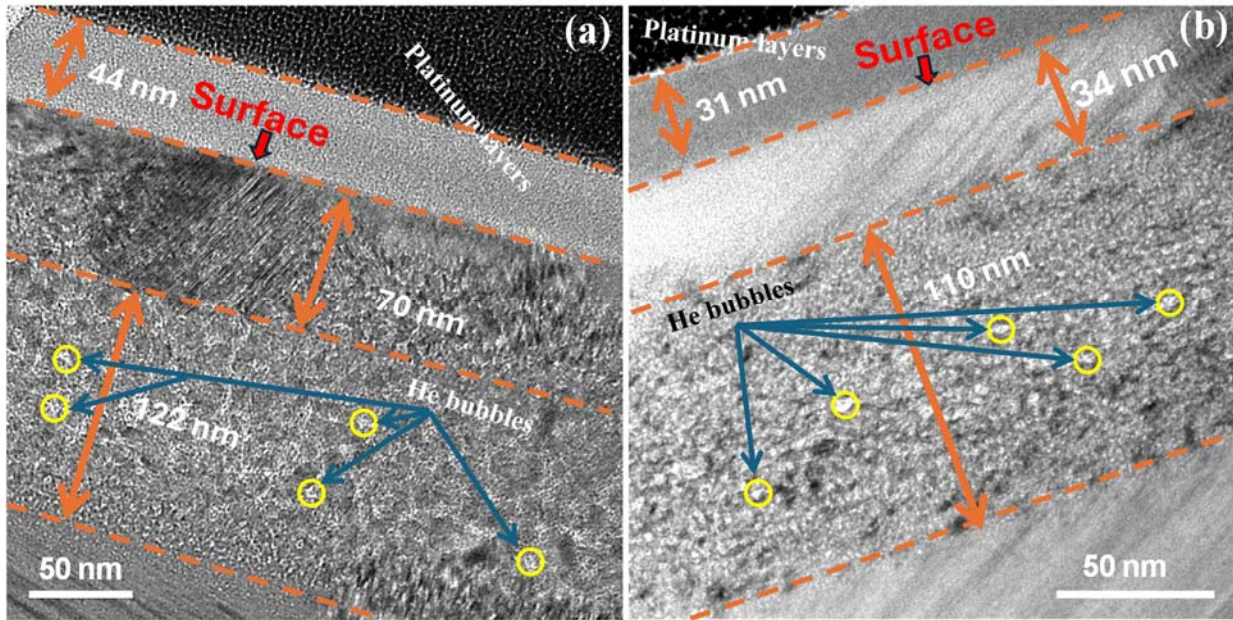 (a)
44 nm
Platinum layers
Surface
70 nm
He bubbles
122 nm
50 nm
(b)
Platinum layers
Surface
31 nm
34 nm
He bubbles
110 nm
50 nm